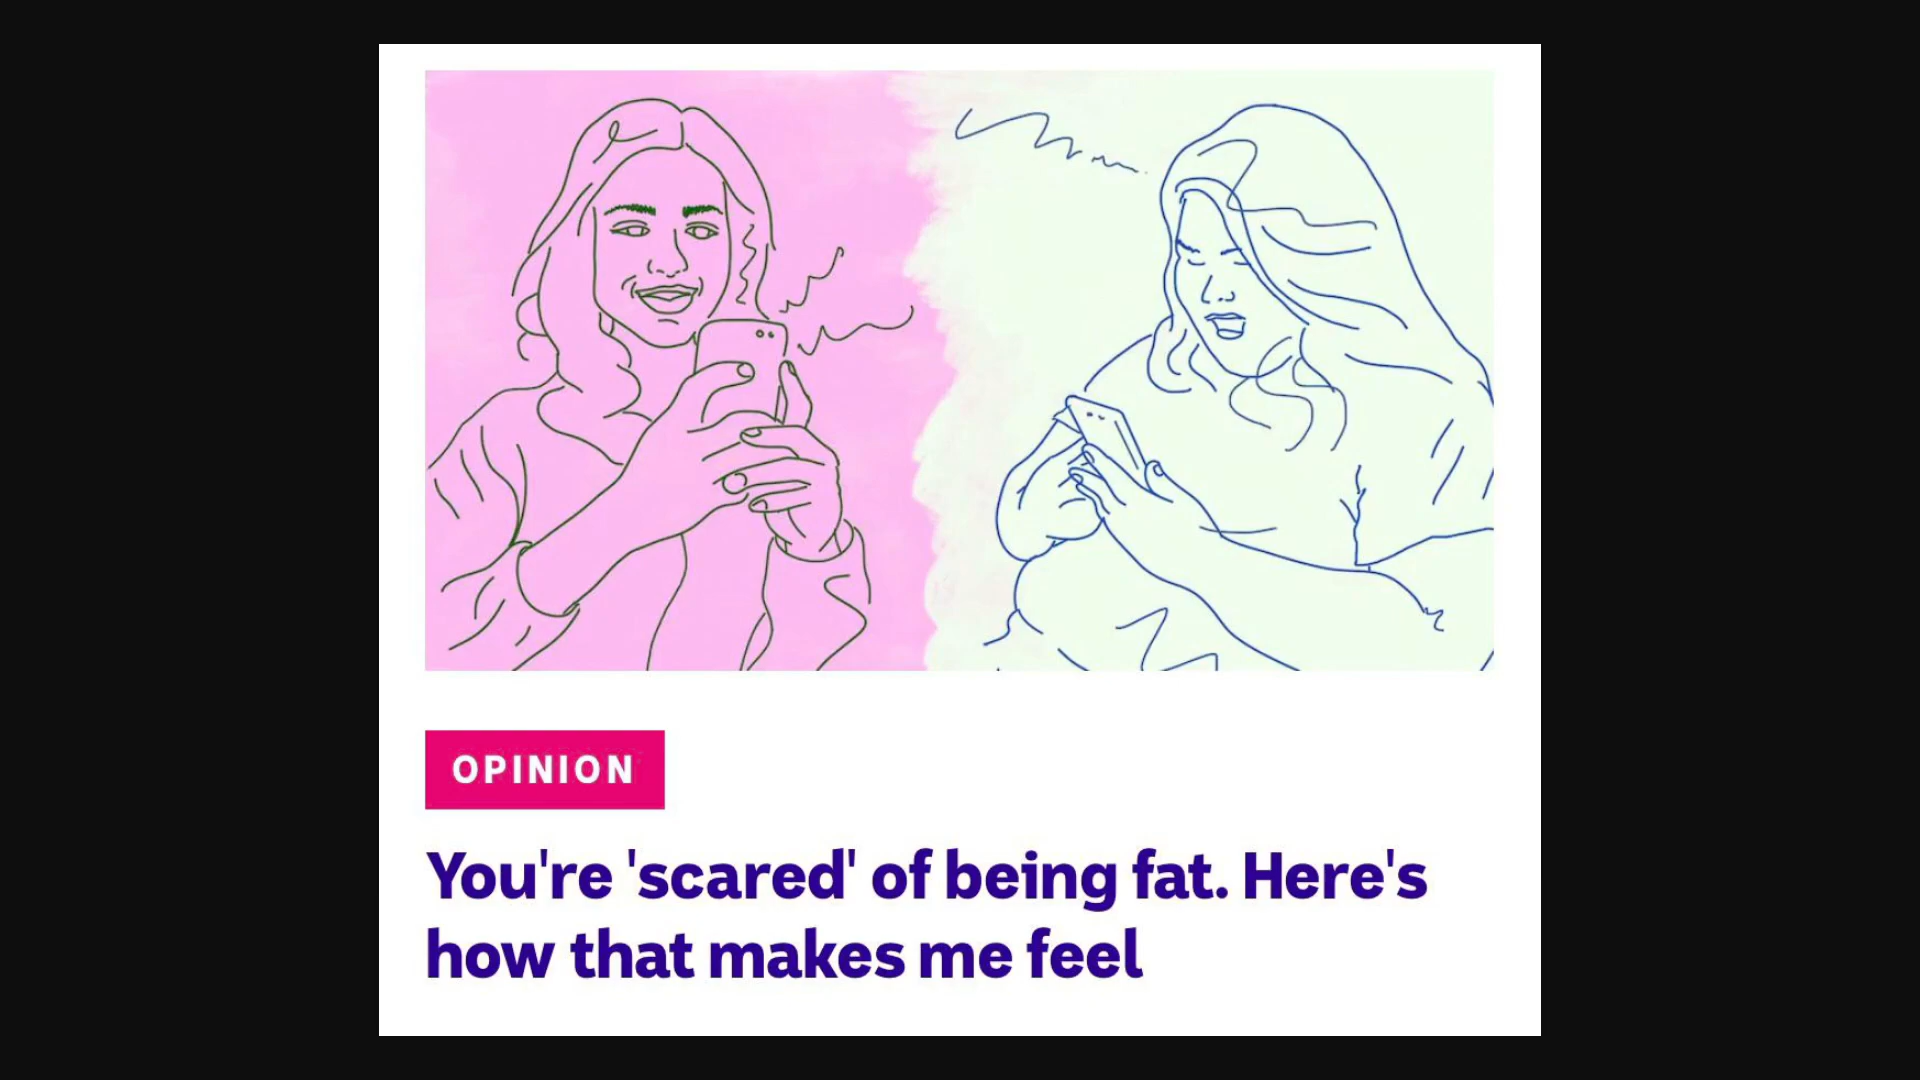 OPINION
You're 'scared' of being fat. Here's
how that makes me feel